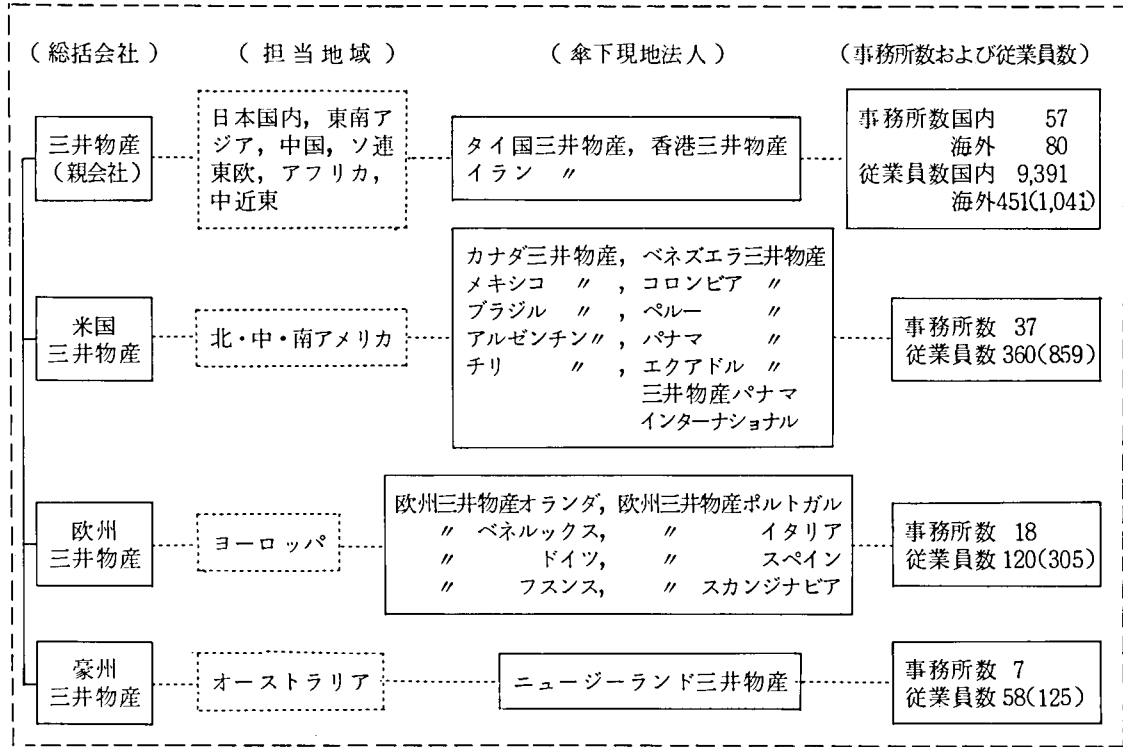 （総括会社）（担当地域）（傘下現地法人）（事務所数および従業員数）
三井物産
（親会社）
日本国内，東南ア
ジア，中国，ソ連
東欧，アフリカ，
中近東
タイ国三井物産，香港三井物産
イラン 〃
事務所数国内 57
海外 80
従業員数国内 9,391
海外451(1,041)
米国
三井物産
北・中・南アメリカ
カナダ三井物産，ベネズエラ三井物産
メキシコ 〃 ，コロンビア 〃
ブラジル 〃 ，ペルー 〃
アルゼンチン〃，パナマ 〃
チリ 〃 ，エクアドル 〃
三井物産パナマ
インターナショナル
事務所数 37
従業員数 360(859)
欧州
三井物産
ヨーロッパ
欧州三井物産オランダ，欧州三井物産ポルトガル
〃 ベネルックス， 〃 イタリア
〃 ドイツ， 〃 スペイン
〃 フスンス， 〃 スカンジナビア
事務所数 18
従業員数 120(305)
豪州
三井物産
オーストラリア
ニュージーランド三井物産
事務所数 7
従業員数 58(125)